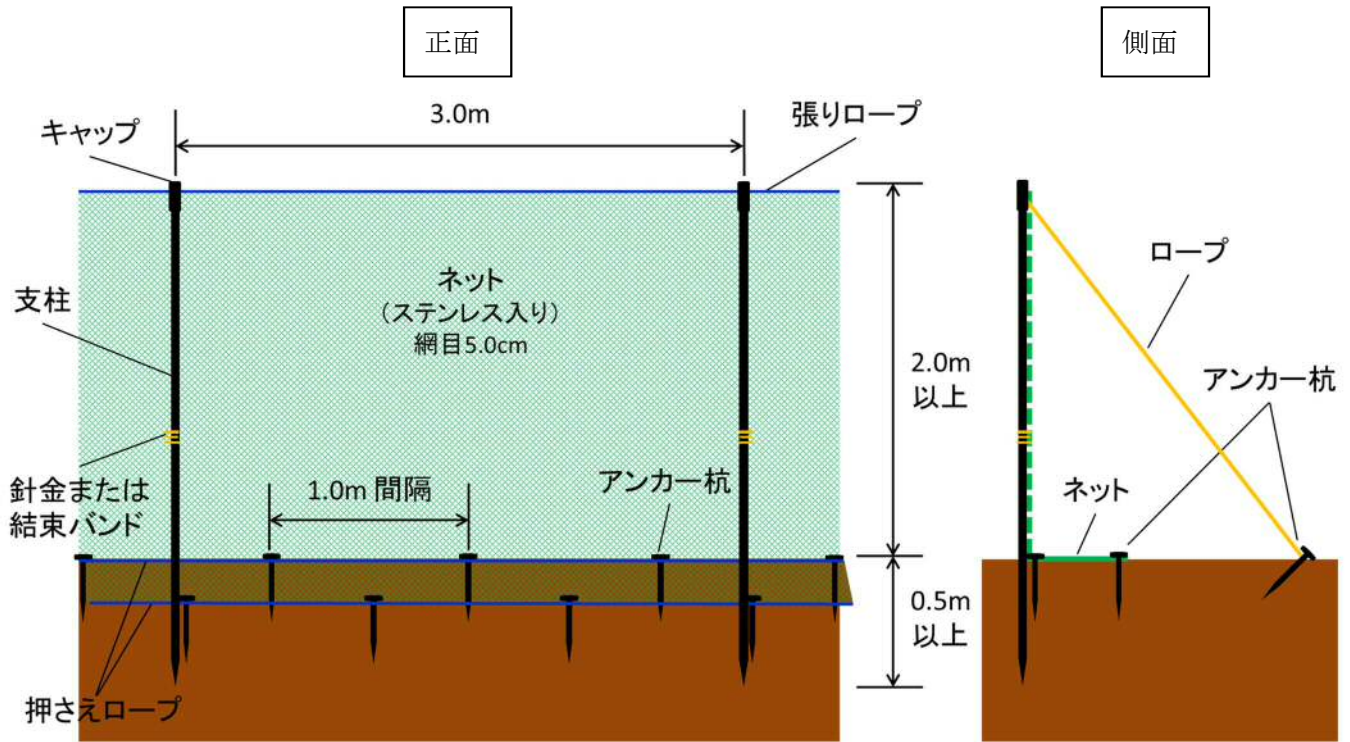 正面
側面
キャップ
3.0m
張りロープ
支柱
ネット
(ステンレス入り)
網目5.0cm
2.0m
以上
ロープ
アンカー杭
針金または
結束バンド
1.0m 間隔
アンカー杭
ネット
0.5m
以上
押さえロープ